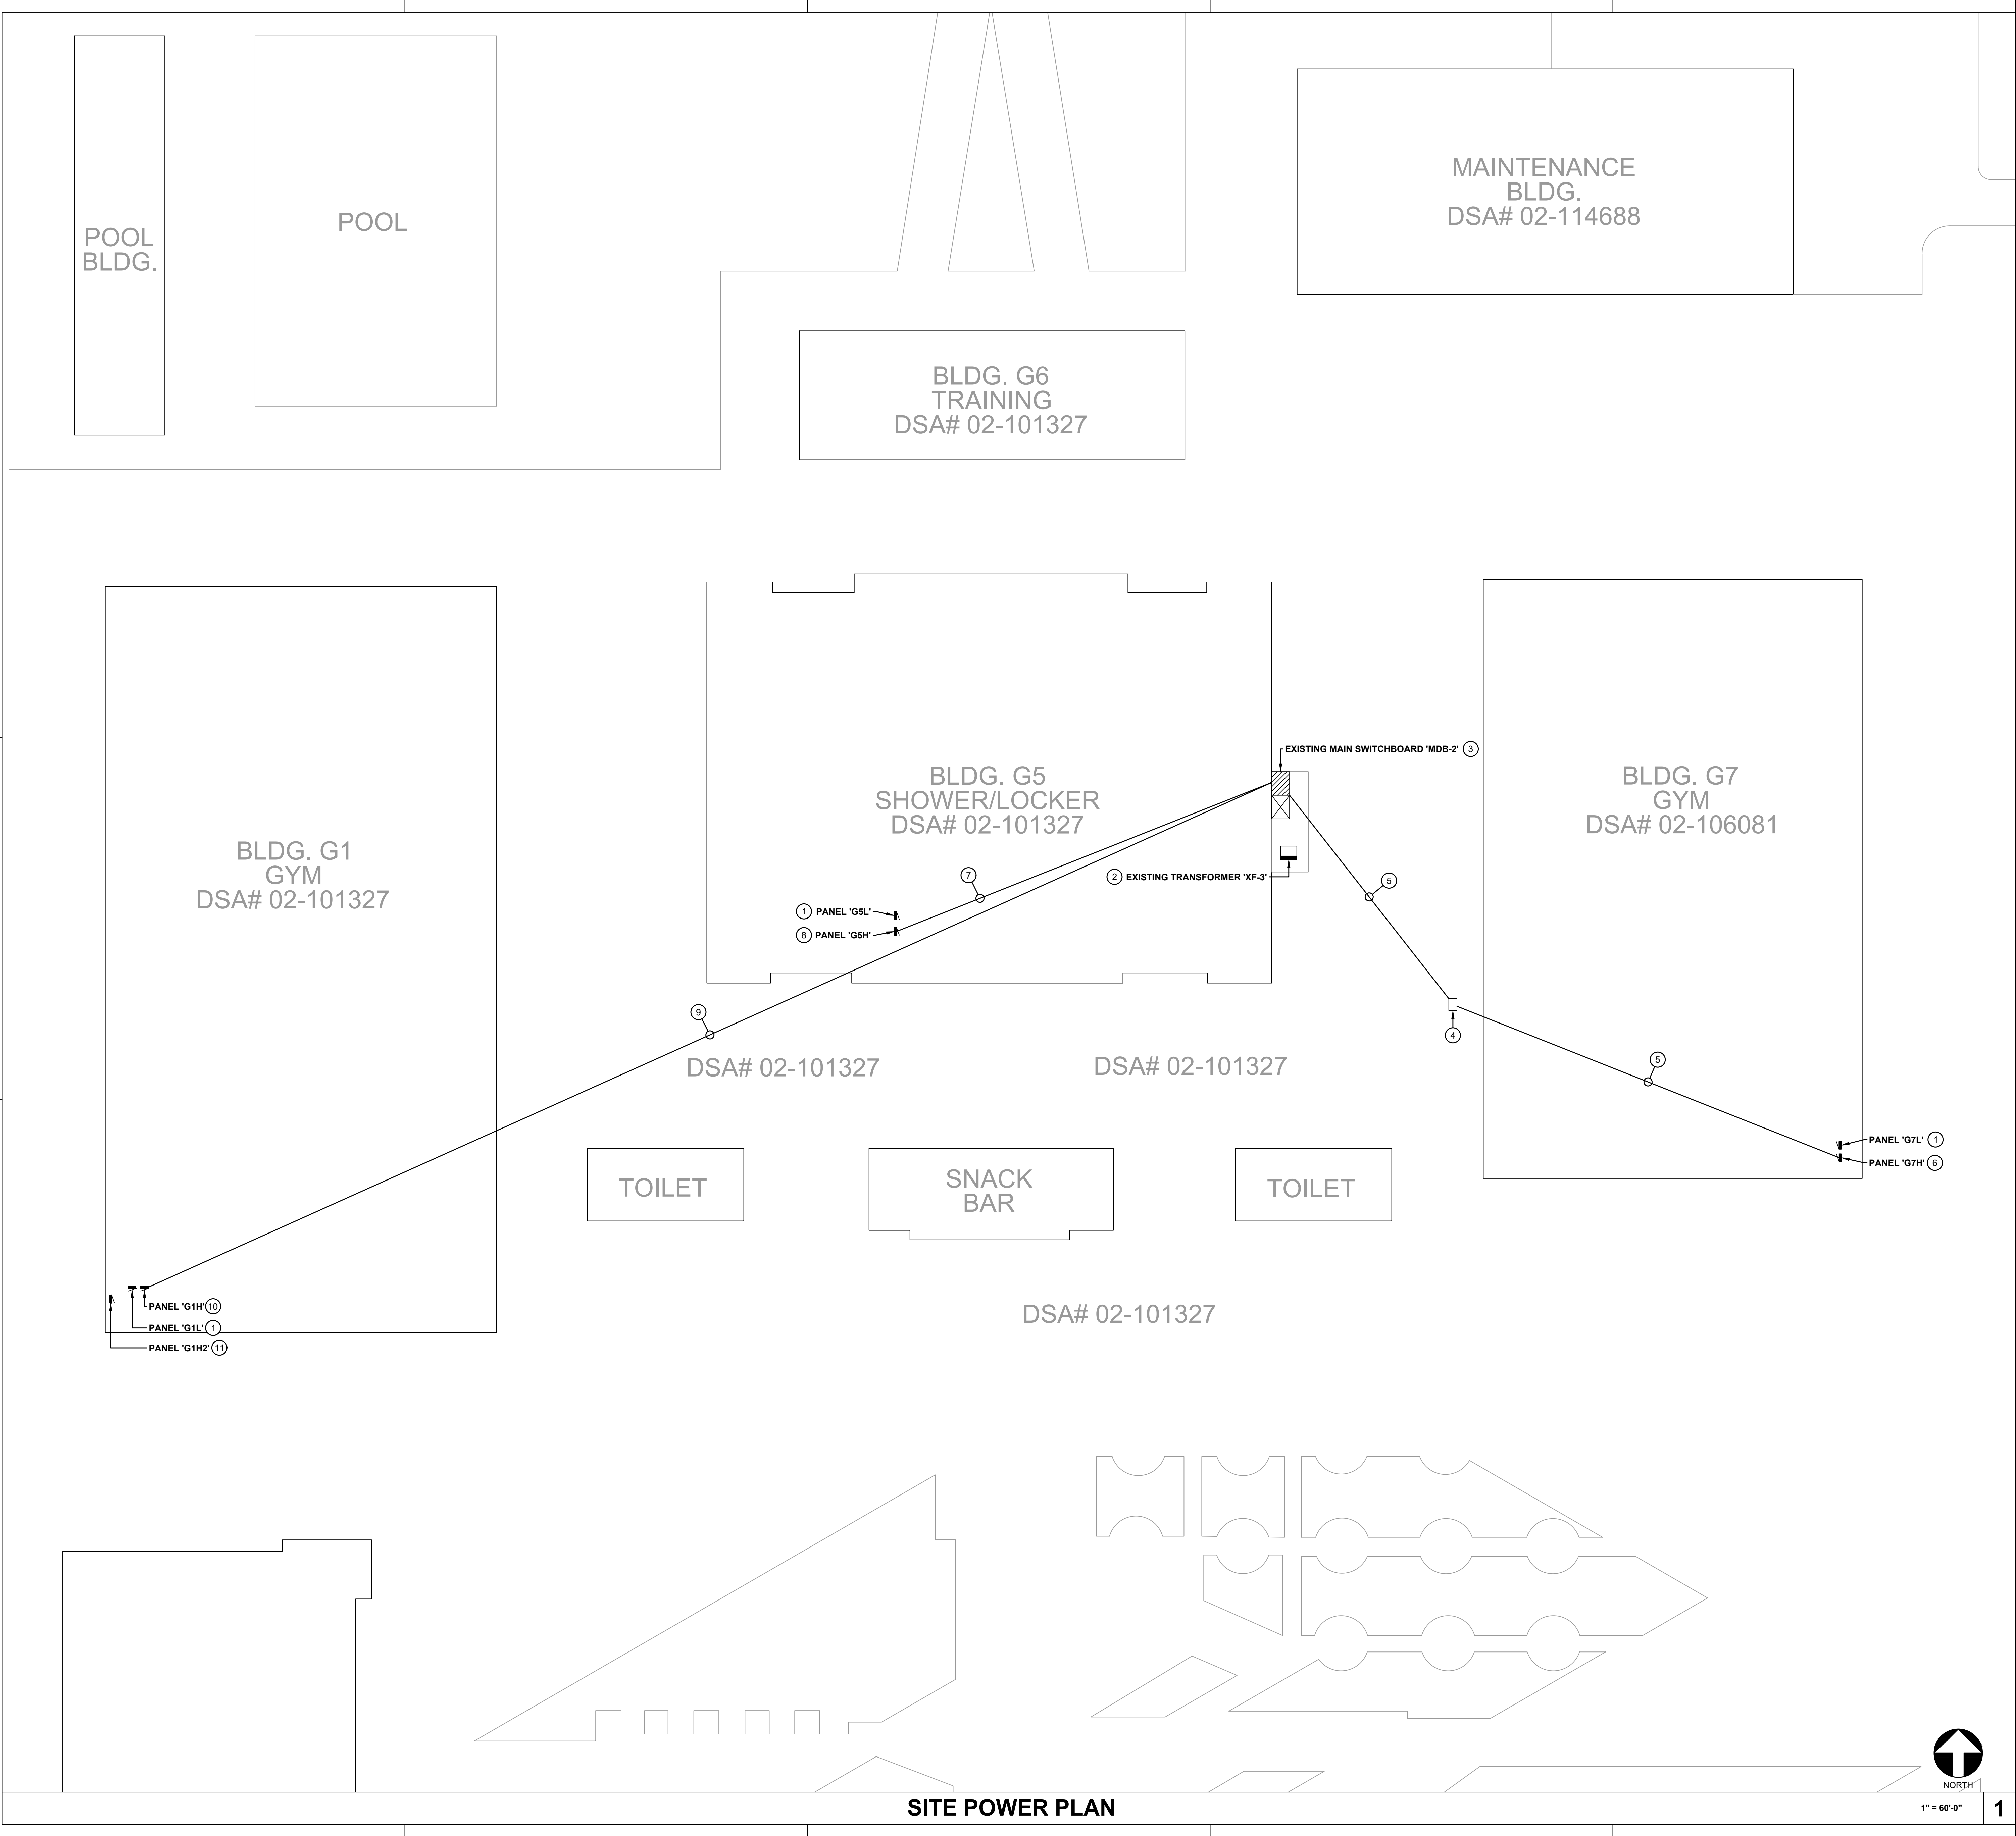 POOL
BLDG.
POOL
MAINTENANCE
BLDG.
DSA# 02-114688
BLDG. G6
TRAINING
DSA# 02-101327
EXISTING MAIN SWITCHBOARD 'MDB-2' 3
BLDG. G5
SHOWER/LOCKER
DSA# 02-101327
BLDG. G7
GYM
DSA# 02-106081
BLDG. G1
GYM
DSA# 02-101327
7
2 EXISTING TRANSFORMER 'XF-3'
5
1 PANEL 'G5L'
8 PANEL 'G5H'
9
4
DSA# 02-101327
DSA# 02-101327
5
PANEL 'G7L' 1
PANEL 'G7H' 6
TOILET
SNACK
BAR
TOILET
PANEL 'G1H' 10
PANEL 'G1L' 1
PANEL 'G1H2' 11
DSA# 02-101327
NORTH
SITE POWER PLAN
1" = 60'-0"
1